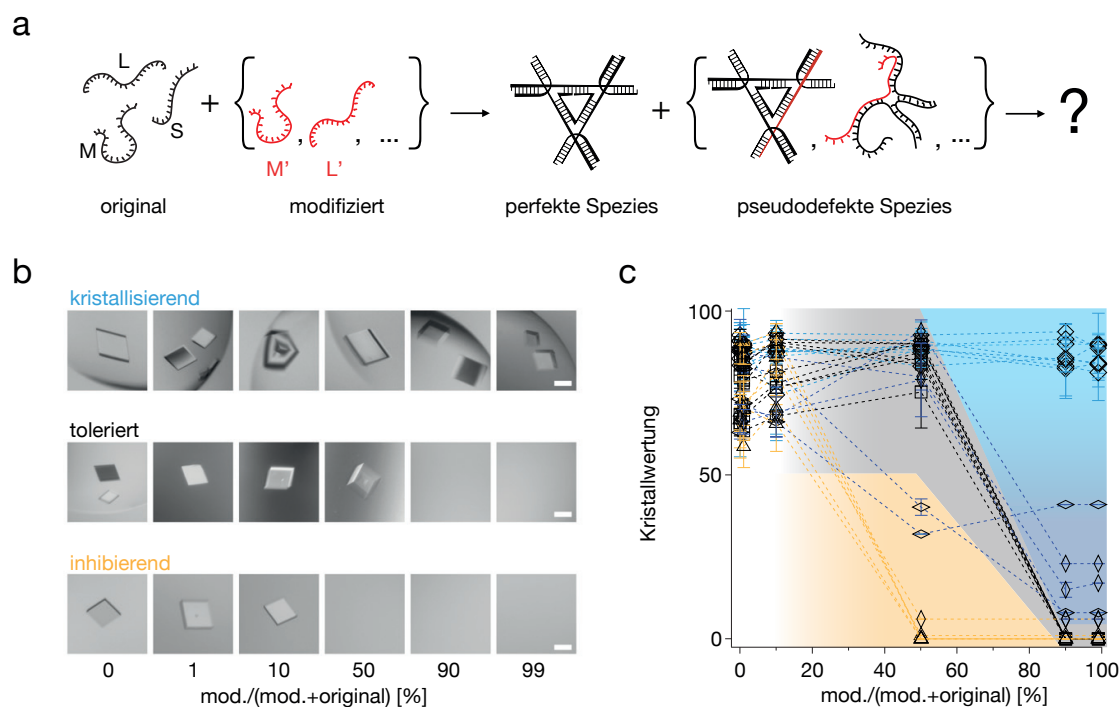 a
L
S
M
+
M'
,
L'
,
...
+
,
,
...
?
original
modifiziert
perfekte Spezies
pseudodefekte Spezies
b
kristallisierend
toleriert
inhibierend
0 1 10 50 90 99
mod./(mod.+original) [%]
c
Kristallwertung
100
50
0
0 20 40 60 80 100
mod./(mod.+original) [%]